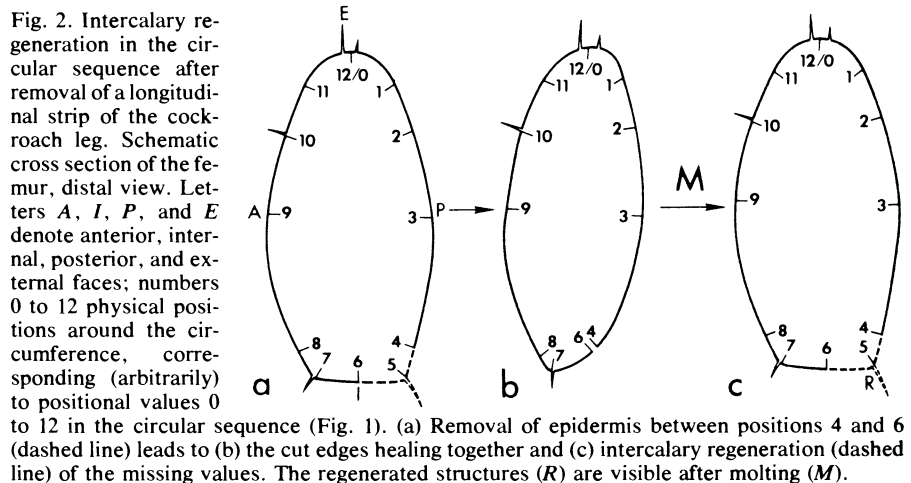 Fig. 2. Intercalary re-
generation in the cir-
cular sequence after
removal of a longitudi-
nal strip of the cock-
roach leg. Schematic
cross section of the fe-
mur, distal view. Let-
ters A, I, P, and E
denote anterior, inter-
nal, posterior, and ex-
ternal faces; numbers
0 to 12 physical posi-
tions around the cir-
cumference, corre-
sponding (arbitrarily)
to positional values 0
to 12 in the circular sequence (Fig. 1). (a) Removal of epidermis between positions 4 and 6
(dashed line) leads to (b) the cut edges healing together and (c) intercalary regeneration (dashed
line) of the missing values. The regenerated structures (R) are visible after molting (M).
E
12/0
11
1
10
2
A
9
3
P
8
4
7
6
5
a
12/0
11
1
10
2
9
3
8
7
6
4
b
M
12/0
11
1
10
2
9
3
8
4
7
6
5
R
c